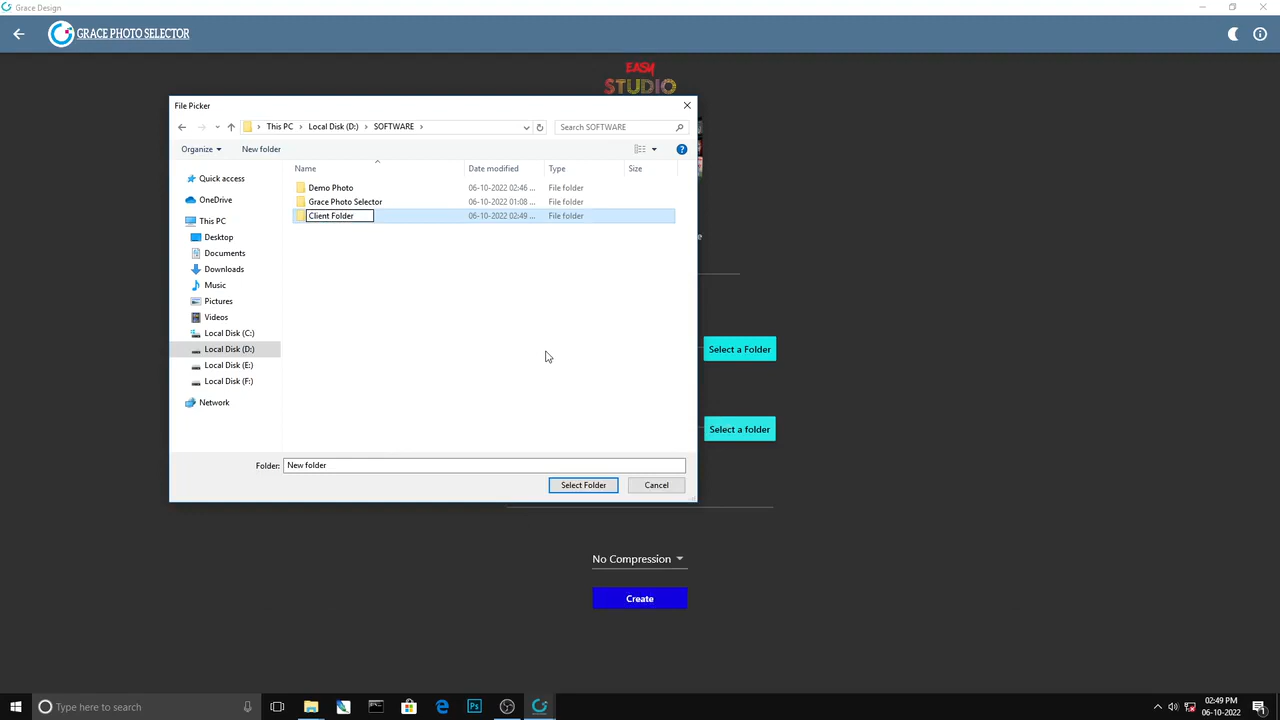 Grace Design
GRACE PHOTO SELECTOR
EASY
STUDIO
File Picker
This PC
Local Disk (D:)
SOFTWARE
Search SOFTWARE
Organize
New folder
Name
Date modified
Type
Size
Demo Photo
06-10-2022 02:46 ...
File folder
Grace Photo Selector
06-10-2022 01:08 ...
File folder
Client Folder
06-10-2022 02:49 ...
File folder
Quick access
OneDrive
This PC
Desktop
Documents
Downloads
Music
Pictures
Videos
Local Disk (C:)
Local Disk (D:)
Local Disk (E:)
Local Disk (F:)
Network
Folder:
New folder
Select Folder
Cancel
Select a Folder
Select a folder
No Compression
Create
Type here to search
Ps
02:49 PM
06-10-2022